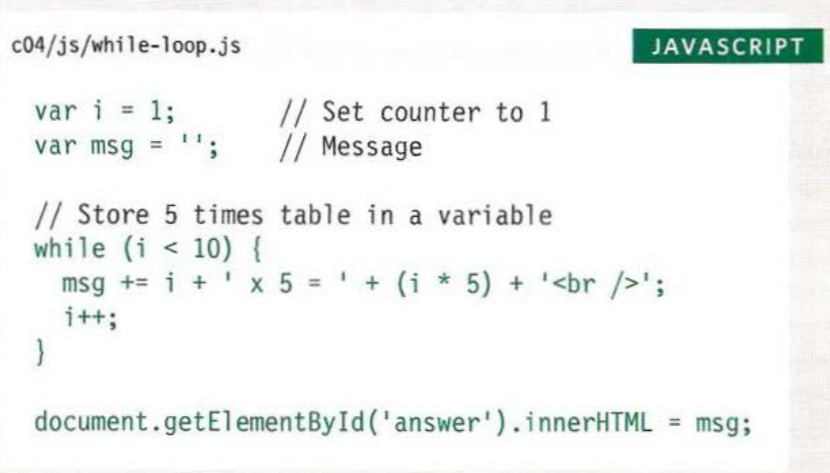 c04/js/while-loop.js JAVASCRIPT
var i = 1; // Set counter to 1
var msg = ''; // Message
// Store 5 times table in a variable
while (i < 10) {
msg += i + ' x 5 = ' + (i * 5) + '<br />';
i++;
}
document.getElementById('answer').innerHTML = msg;